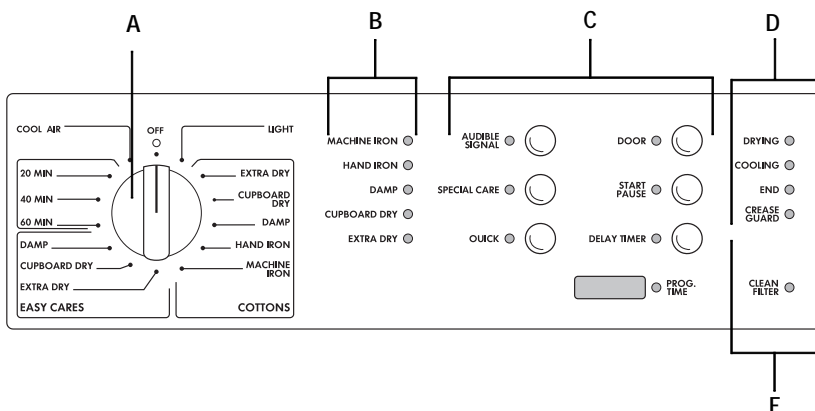 A
B
C
D
COOL AIR
OFF
LIGHT
20 MIN
40 MIN
60 MIN
DAMP
CUPBOARD DRY
EXTRA DRY
EASY CARES
EXTRA DRY
CUPBOARD
DRY
DAMP
HAND IRON
MACHINE
IRON
COTTONS
MACHINE IRON
HAND IRON
DAMP
CUPBOARD DRY
EXTRA DRY
AUDIBLE
SIGNAL
SPECIAL CARE
QUICK
DOOR
START
PAUSE
DELAY TIMER
PROG.
TIME
DRYING
COOLING
END
CREASE
GUARD
CLEAN
FILTER